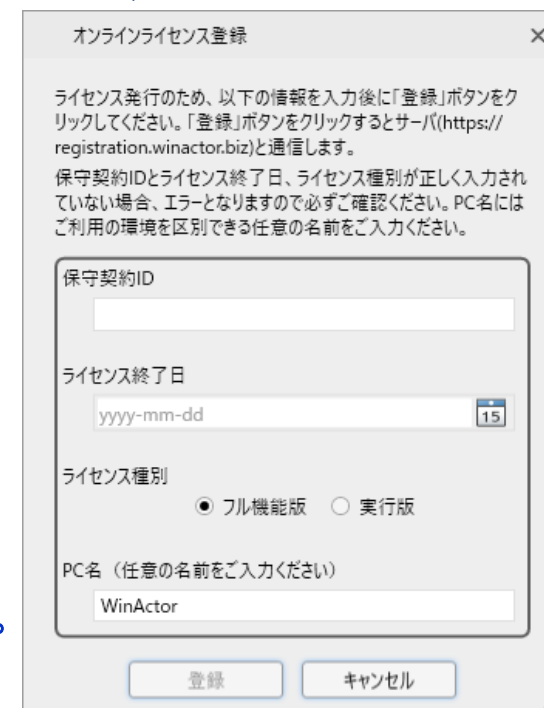 オンラインライセンス登録
ライセンス発行のため、以下の情報を入力後に「登録」ボタンをク
リックしてください。「登録」ボタンをクリックするとサーバ(https://
registration.winactor.biz)と通信します。
保守契約IDとライセンス終了日、ライセンス種別が正しく入力され
ていない場合、エラーとなりますので必ずご確認ください。PC名には
ご利用の環境を区別できる任意の名前をご入力ください。
保守契約ID
ライセンス終了日
yyyy-mm-dd
15
ライセンス種別
フル機能版 実行版
PC名（任意の名前をご入力ください）
WinActor
登録 キャンセル